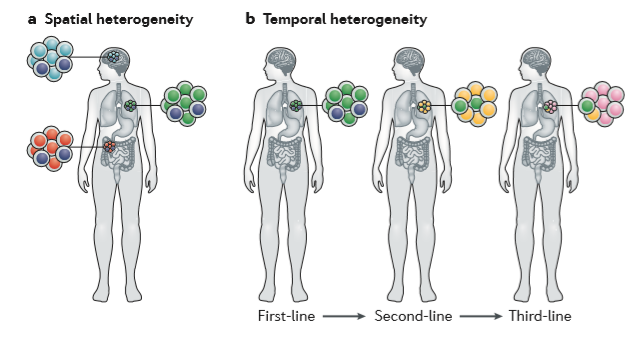 a Spatial heterogeneity
b Temporal heterogeneity
First-line
Second-line
Third-line